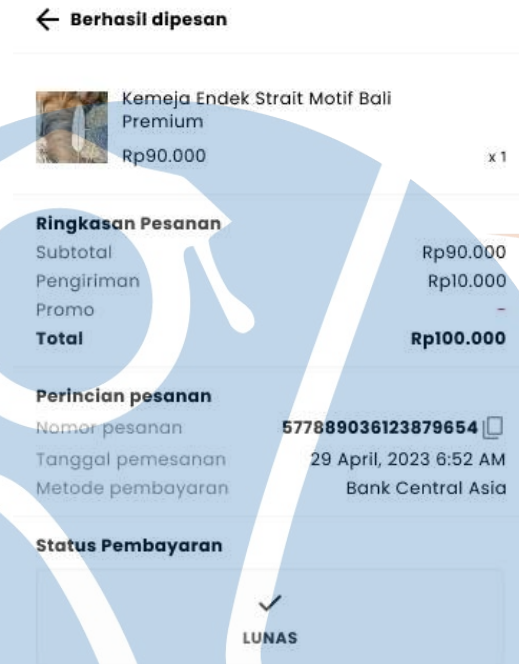 Berhasil dipesan
Kemeja Endek Strait Motif Bali
Premium
Rp90.000 x 1
Ringkasan Pesanan
Subtotal Rp90.000
Pengiriman Rp10.000
Promo -
Total Rp100.000
Perincian pesanan
Nomor pesanan 577889036123879654
Tanggal pemesanan 29 April, 2023 6:52 AM
Metode pembayaran Bank Central Asia
Status Pembayaran
LUNAS